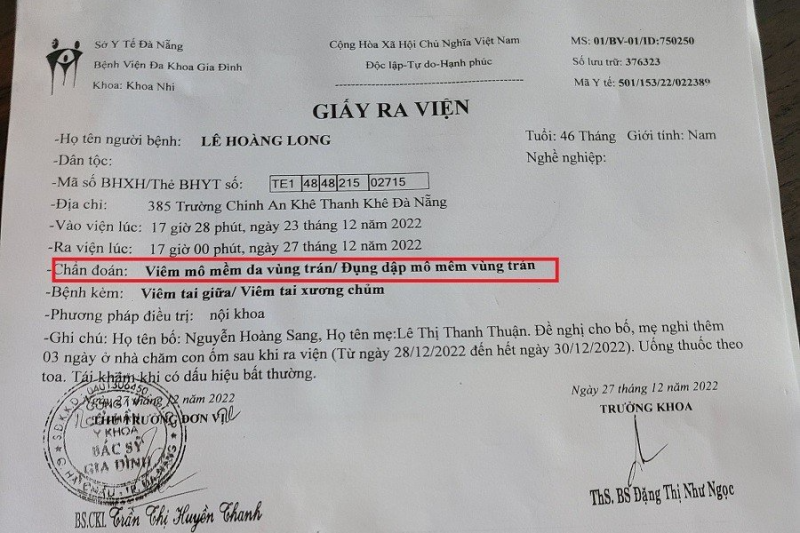 Sở Y Tế Đà Nẵng
Bệnh Viện Đa Khoa Gia Đình
Khoa: Khoa Nhi
Cộng Hòa Xã Hội Chủ Nghĩa Việt Nam
Độc lập-Tự do-Hạnh phúc
MS: 01/BV-01/ID:750250
Số lưu trữ: 376323
Mã Y tế: 501/153/22/022389
GIẤY RA VIỆN
-Họ tên người bệnh: LÊ HOÀNG LONG
Tuổi: 46 Tháng Giới tính: Nam
-Dân tộc:
Nghề nghiệp:
-Mã số BHXH/Thẻ BHYT số: TE1 48 48 215 02715
-Địa chỉ: 385 Trường Chinh An Khê Thanh Khê Đà Nẵng
-Vào viện lúc: 17 giờ 28 phút, ngày 23 tháng 12 năm 2022
-Ra viện lúc: 17 giờ 00 phút, ngày 27 tháng 12 năm 2022
-Chẩn đoán: Viêm mô mềm da vùng trán/ Đụng dập mô mềm vùng trán
-Bệnh kèm: Viêm tai giữa/ Viêm tai xương chũm
-Phương pháp điều trị: nội khoa
-Ghi chú: Họ tên bố: Nguyễn Hoàng Sang, Họ tên mẹ:Lê Thị Thanh Thuận. Đề nghị cho bố, mẹ nghỉ thêm
03 ngày ở nhà chăm con ốm sau khi ra viện (Từ ngày 28/12/2022 đến hết ngày 30/12/2022). Uống thuốc theo
toa. Tái khám khi có dấu hiệu bất thường.
Ngày 27 tháng 12 năm 2022
THỦ TRƯỞNG ĐƠN VỊ
Y KHOA
BÁC SỸ
GIA ĐÌNH
BS.CKI. Trần Thị Huyền Thanh
Ngày 27 tháng 12 năm 2022
TRƯỞNG KHOA
ThS. BS Đặng Thị Như Ngọc